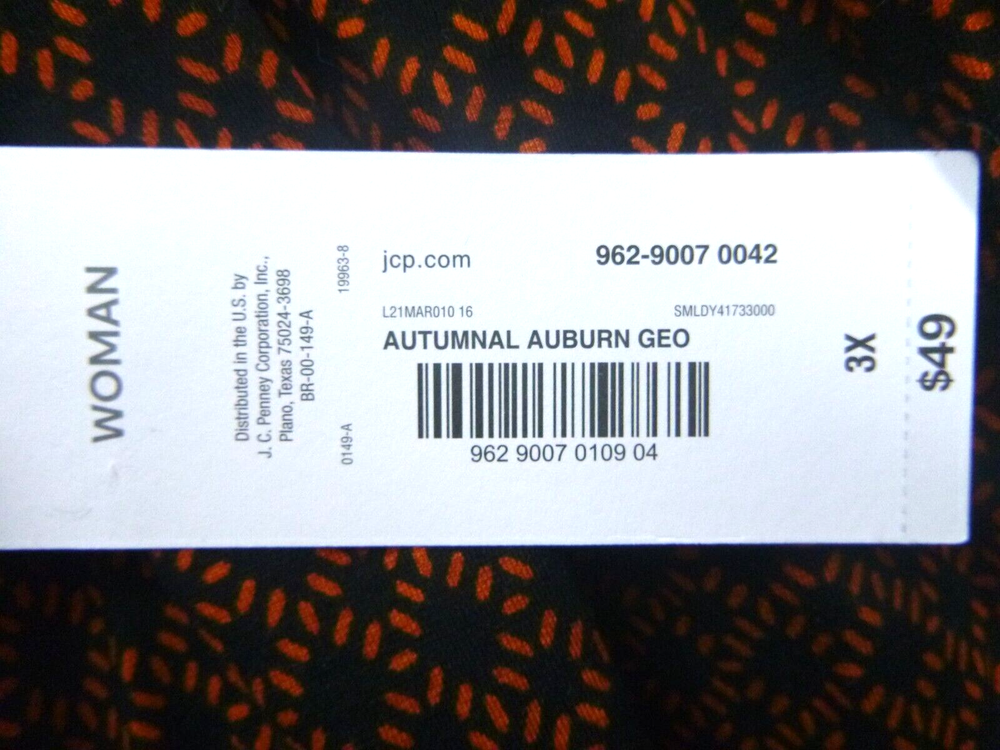 WOMAN
Distributed in the U.S. by
J. C. Penney Corporation, Inc.,
Plano, Texas 75024-3698
BR-00-149-A
0149-A
19963-8
jcp.com
962-9007 0042
L21MAR010 16
SMLDY41733000
AUTUMNAL AUBURN GEO
962 9007 0109 04
3X
$49